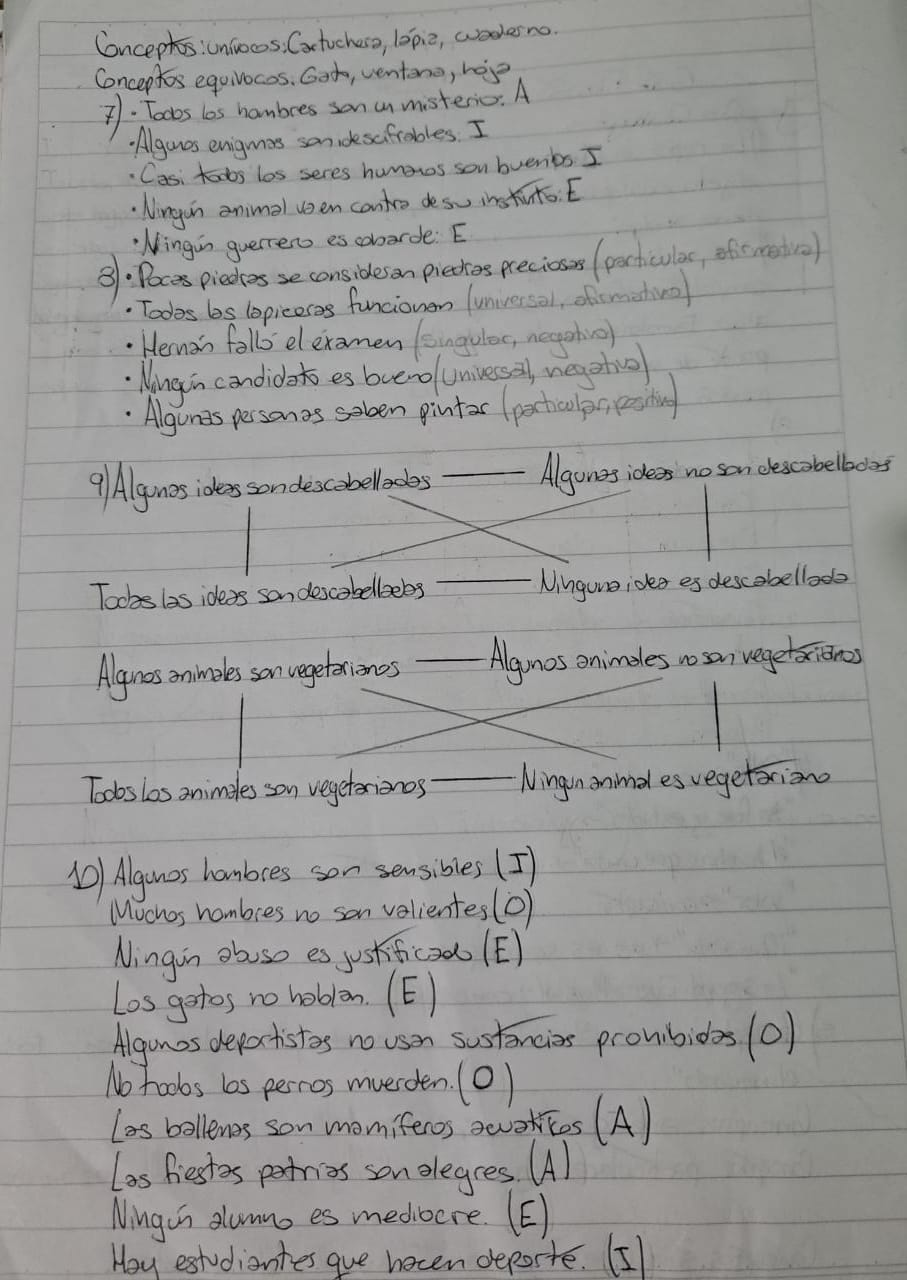 Conceptos: unívocos: Cartuchera, lápiz, cuaderno.
Conceptos equivocos: Gato, ventana, hoja
7) • Todos los hombres son un misterio: A
• Algunos enigmas son descifrables: I
• Casi todos los seres humanos son buenos I
• Ningún animal va en contra de su instinto: E
• Ningún guerrero es cobarde: E
8) • Pocas piedras se consideran piedras preciosas (particular, afirmativa)
• Todas las lapiceras funcionan (universal, afirmativa)
• Hernán falló el examen (singular, negativo)
• Ningún candidato es bueno (Universal, negativa)
• Algunas personas saben pintar (particular, positiva)
9) Algunas ideas son descabelladas Algunas ideas no son descabelladas
Todas las ideas son descabelladas Ninguna idea es descabellada
Algunos animales son vegetarianos Algunos animales no son vegetarianos
Todos los animales son vegetarianos Ningun animal es vegetariano
10) Algunos hombres son sensibles (I)
Muchos hombres no son valientes (O)
Ningún abuso es justificado (E)
Los gatos no hablan. (E)
Algunos deportistas no usan sustancias prohibidas (O)
No todos los perros muerden. (O)
Las ballenas son mamíferos acuáticos (A)
Las fiestas patrias son alegres. (A)
Ningún alumno es mediocre. (E)
Hay estudiantes que hacen deporte. (I)